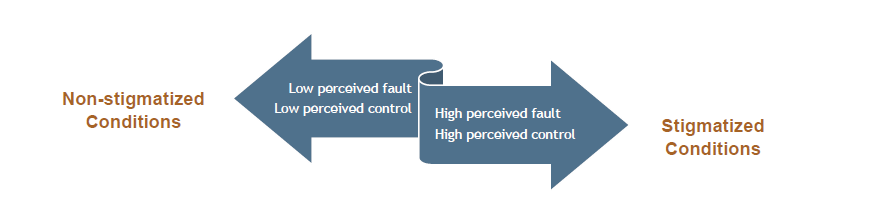 Non-stigmatized
Conditions
Low perceived fault
Low perceived control
High perceived fault
High perceived control
Stigmatized
Conditions